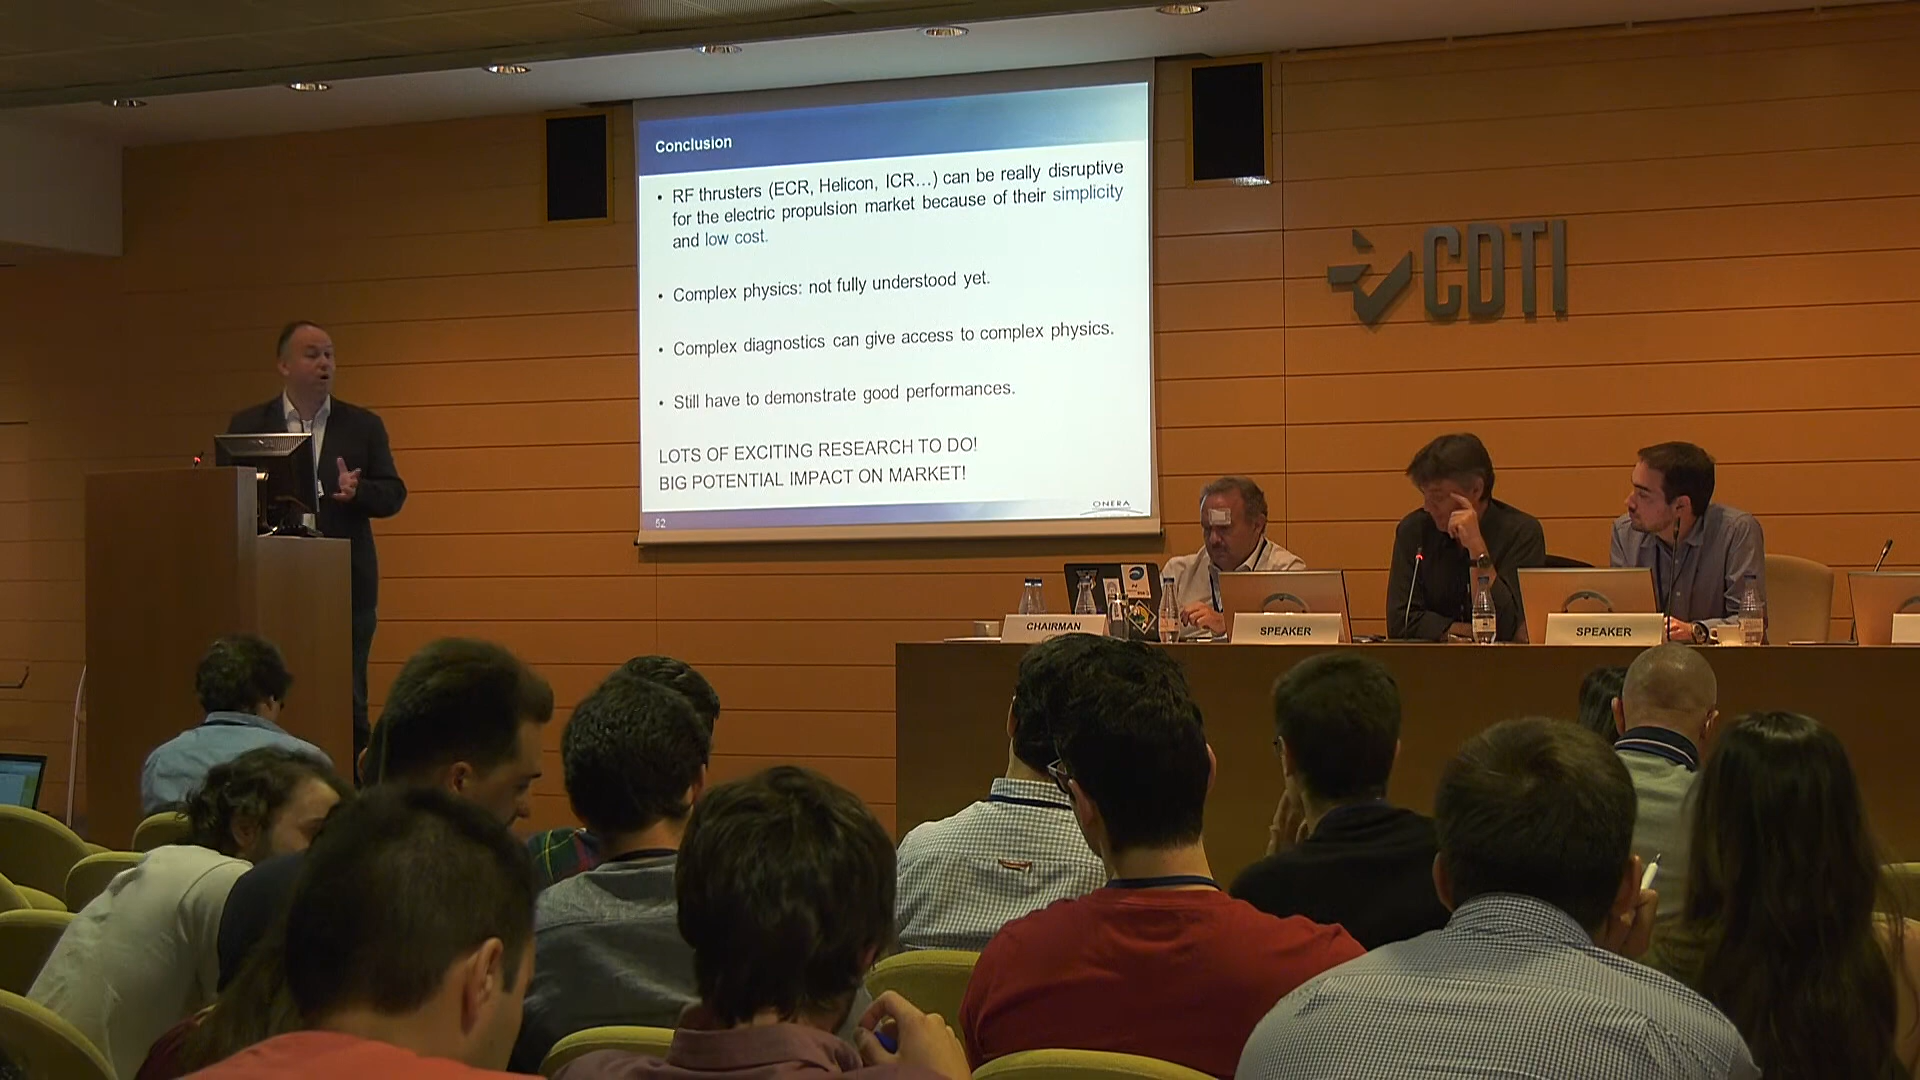 Conclusion
• RF thrusters (ECR, Helicon, ICR...) can be really disruptive
for the electric propulsion market because of their simplicity
and low cost.
• Complex physics: not fully understood yet.
• Complex diagnostics can give access to complex physics.
• Still have to demonstrate good performances.
LOTS OF EXCITING RESEARCH TO DO!
BIG POTENTIAL IMPACT ON MARKET!
52
ONERA
CDTI
CHAIRMAN
SPEAKER
SPEAKER